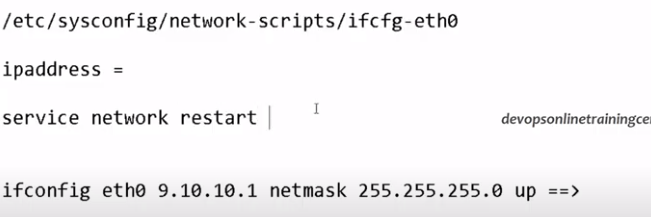 /etc/sysconfig/network-scripts/ifcfg-eth0
ipaddress =
service network restart
ifconfig eth0 9.10.10.1 netmask 255.255.255.0 up ==>